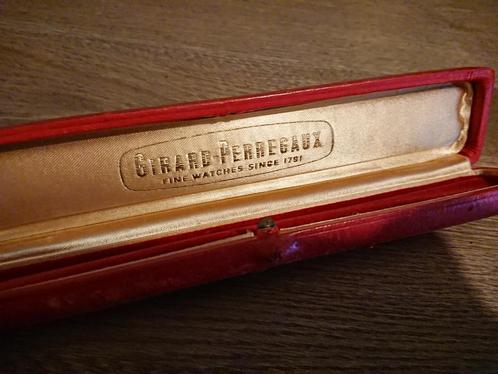 GIRARD-PERREGAUX
FINE WATCHES SINCE 1791